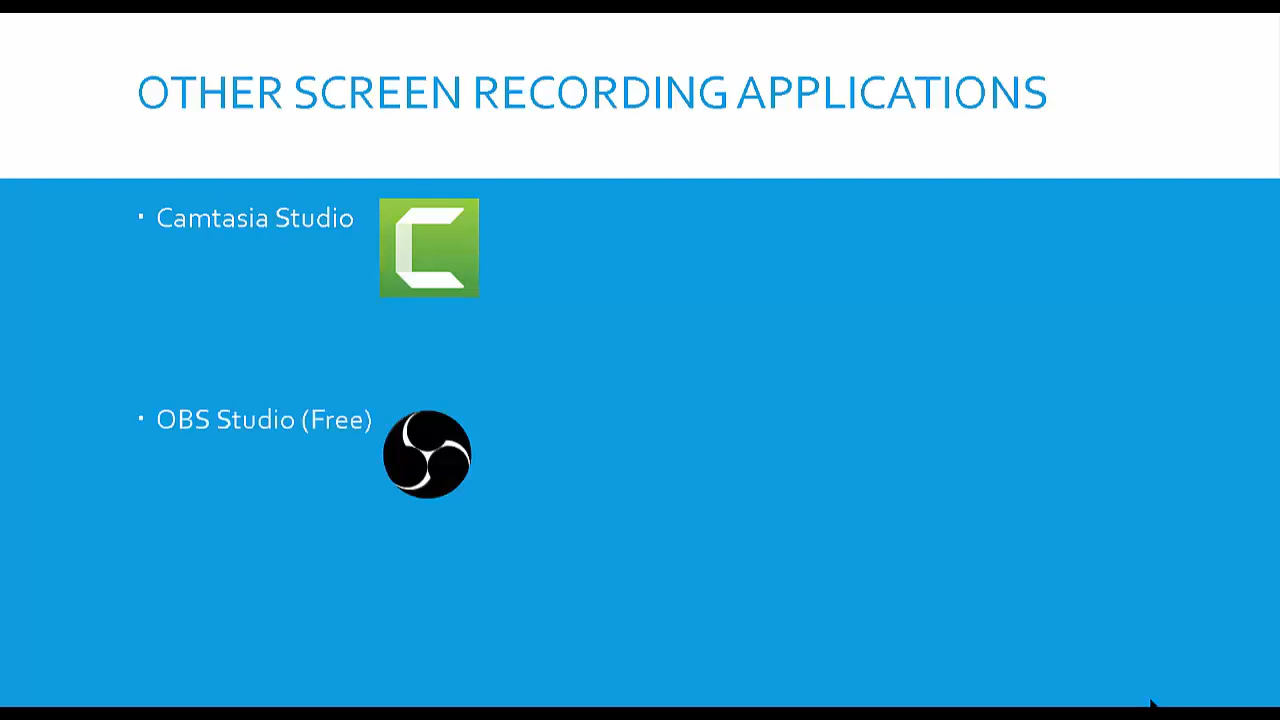 OTHER SCREEN RECORDING APPLICATIONS
▪ Camtasia Studio
▪ OBS Studio (Free)